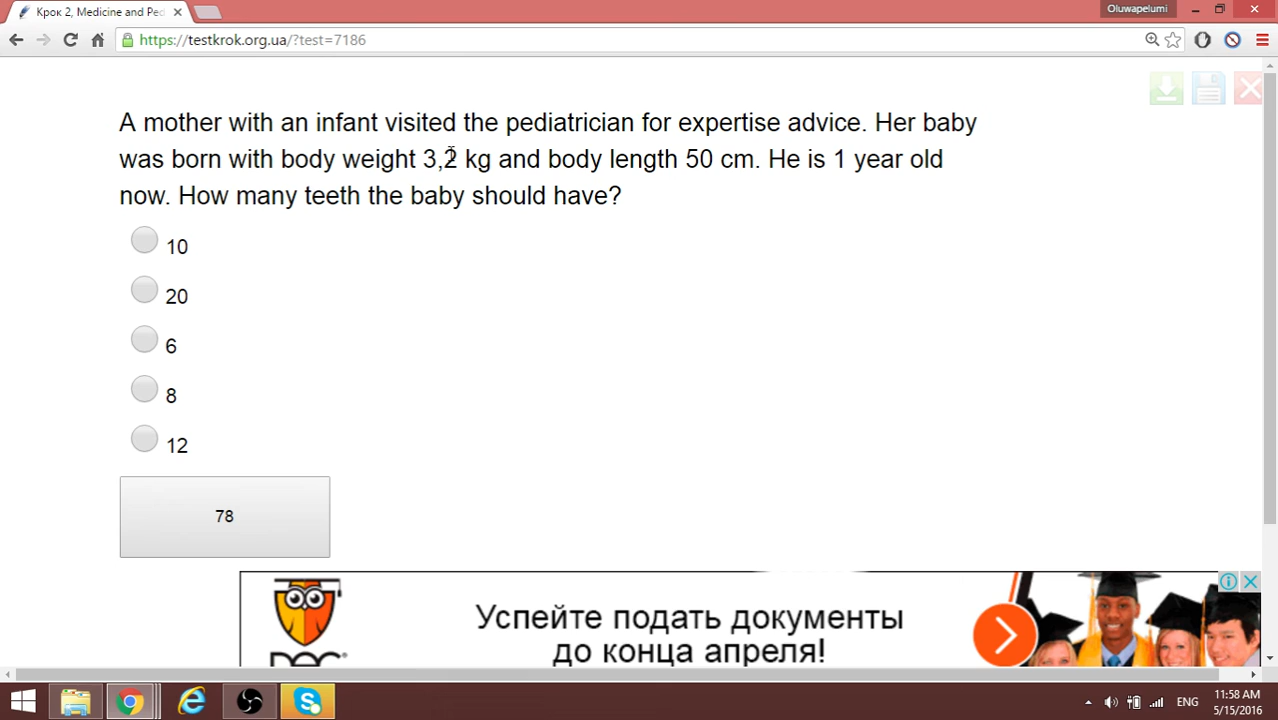 Крок 2, Medicine and Ped
Oluwapelumi
https://testkrok.org.ua/?test=7186
A mother with an infant visited the pediatrician for expertise advice. Her baby
was born with body weight 3,2 kg and body length 50 cm. He is 1 year old
now. How many teeth the baby should have?
10
20
6
8
12
78
Успейте подать документы
до конца апреля!
ENG
11:58 AM
5/15/2016